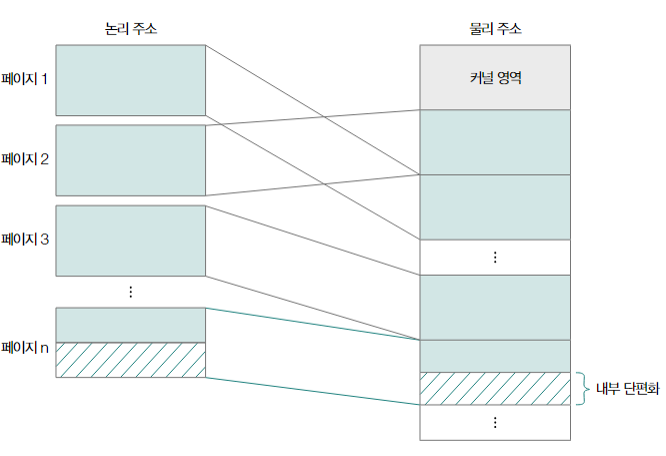 논리 주소
물리 주소
페이지 1
커널 영역
페이지 2
페이지 3
⋮
⋮
페이지 n
내부 단편화
⋮